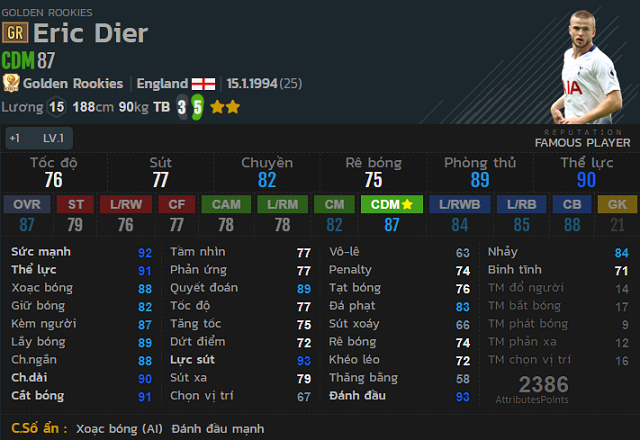 GOLDEN ROOKIES
GR Eric Dier
CDM 87
Golden Rookies England 15.1.1994 (25)
Lương 15 188cm 90kg TB 3 5
AIA
+1 LV.1
REPUTATION
FAMOUS PLAYER
Tốc độ Sút Chuyền Rê bóng Phòng thủ Thể lực
76 77 82 75 89 90
OVR ST L/RW CF CAM L/RM CM CDM L/RWB L/RB CB GK
87 79 76 77 78 78 82 87 84 85 88 21
Sức mạnh 92 Tầm nhìn 77 Vô-lê 63 Nhảy 84
Thể lực 91 Phản ứng 77 Penalty 74 Bình tĩnh 71
Xoạc bóng 88 Quyết đoán 89 Tạt bóng 76 TM đổ người 14
Giữ bóng 82 Tốc độ 77 Đá phạt 83 TM bắt bóng 17
Kèm người 87 Tăng tốc 75 Sút xoáy 66 TM phát bóng 9
Lấy bóng 89 Dứt điểm 72 Rê bóng 74 TM phản xạ 12
Ch.ngắn 88 Lực sút 93 Khéo léo 72 TM chọn vị trí 16
Ch.dài 90 Sút xa 79 Thăng bằng 58 2386
Cắt bóng 91 Chọn vị trí 67 Đánh đầu 93 AttributesPoints
C.Số ẩn : Xoạc bóng (AI) Đánh đầu mạnh